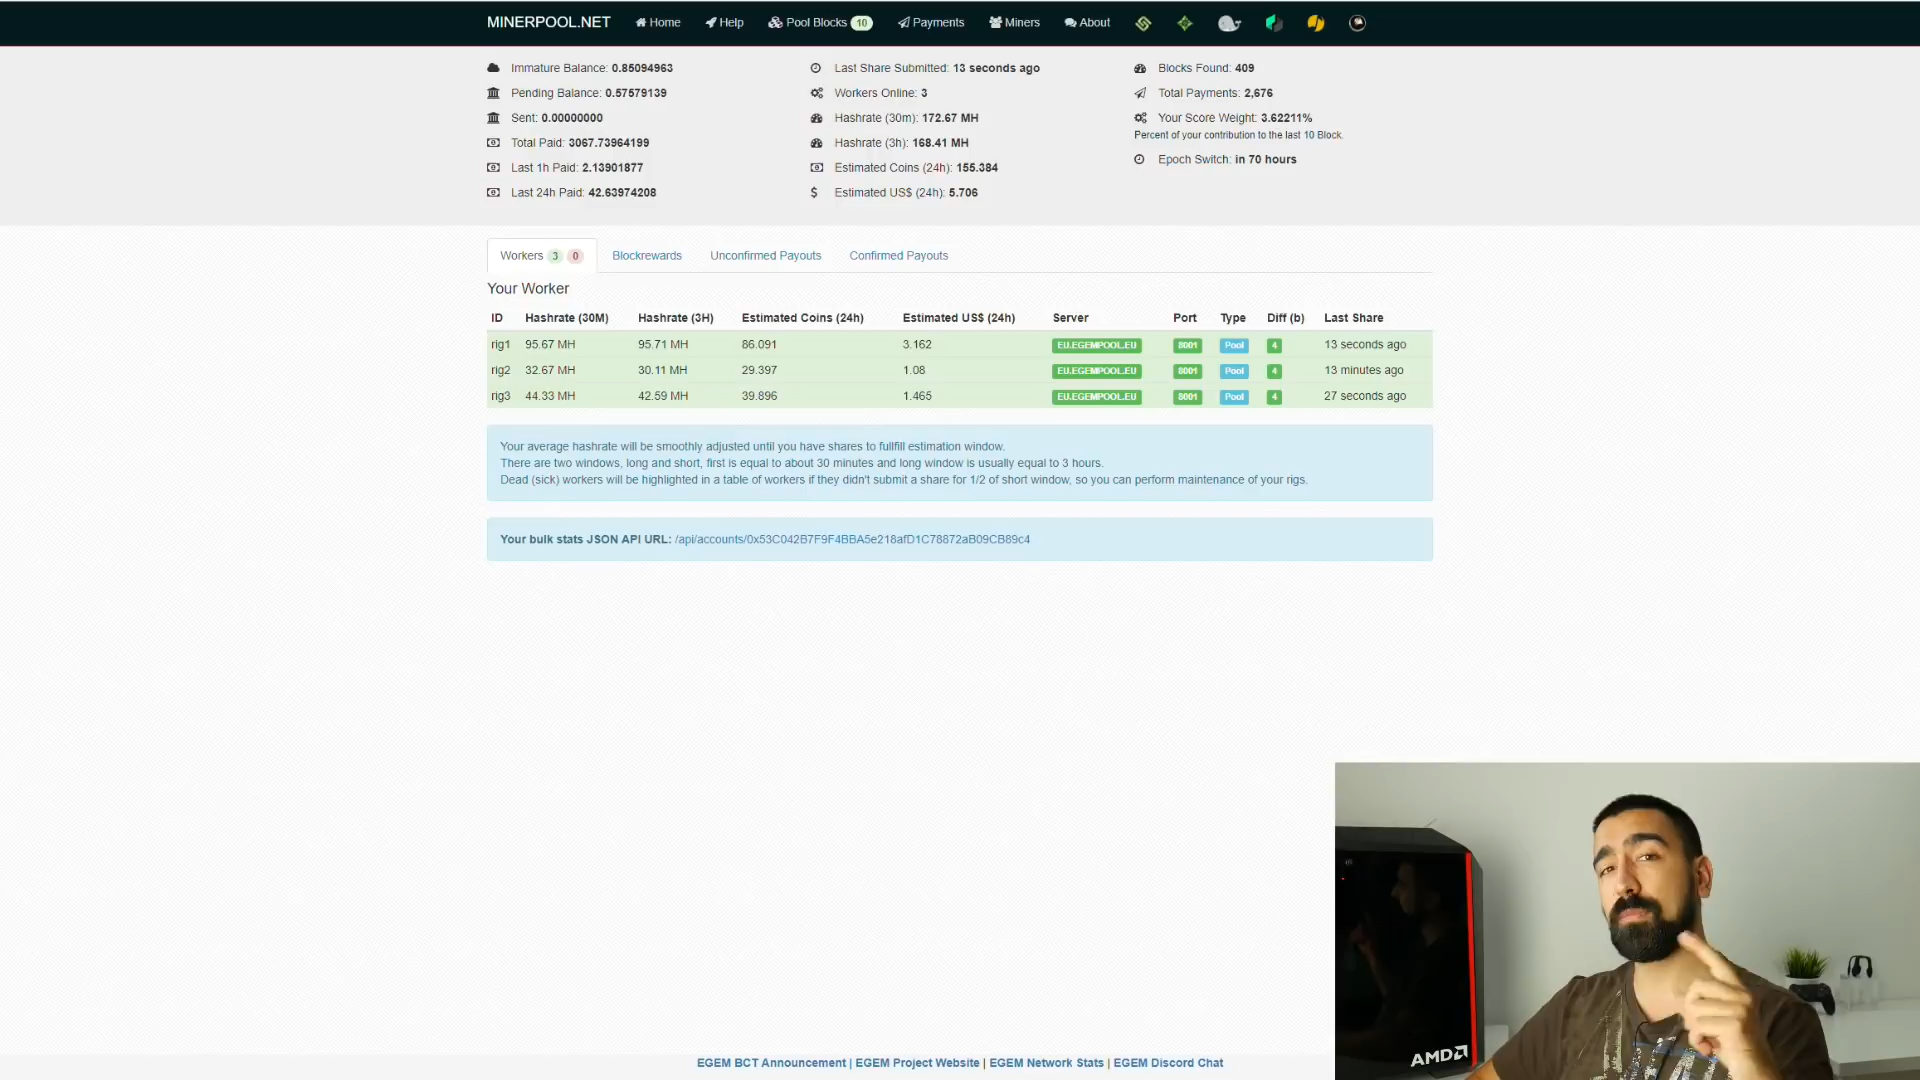 MINERPOOL.NET Home Help Pool Blocks 10 Payments Miners About
Immature Balance: 0.85094963
Pending Balance: 0.57579139
Sent: 0.00000000
Total Paid: 3067.73964199
Last 1h Paid: 2.13901877
Last 24h Paid: 42.63974208
Last Share Submitted: 13 seconds ago
Workers Online: 3
Hashrate (30m): 172.67 MH
Hashrate (3h): 168.41 MH
Estimated Coins (24h): 155.384
$ Estimated US$ (24h): 5.706
Blocks Found: 409
Total Payments: 2,676
Your Score Weight: 3.62211%
Percent of your contribution to the last 10 Block.
Epoch Switch: in 70 hours
Workers 3 0 Blockrewards Unconfirmed Payouts Confirmed Payouts
Your Worker
ID Hashrate (30M) Hashrate (3H) Estimated Coins (24h) Estimated US$ (24h) Server Port Type Diff (b) Last Share
rig1 95.67 MH 95.71 MH 86.091 3.162 EU.EGEMPOOL.EU 8001 Pool 4 13 seconds ago
rig2 32.67 MH 30.11 MH 29.397 1.08 EU.EGEMPOOL.EU 8001 Pool 4 13 minutes ago
rig3 44.33 MH 42.59 MH 39.896 1.465 EU.EGEMPOOL.EU 8001 Pool 4 27 seconds ago
Your average hashrate will be smoothly adjusted until you have shares to fullfill estimation window.
There are two windows, long and short, first is equal to about 30 minutes and long window is usually equal to 3 hours.
Dead (sick) workers will be highlighted in a table of workers if they didn't submit a share for 1/2 of short window, so you can perform maintenance of your rigs.
Your bulk stats JSON API URL: /api/accounts/0x53C042B7F9F4BBA5e218afD1C78872aB09CB89c4
AMD
EGEM BCT Announcement | EGEM Project Website | EGEM Network Stats | EGEM Discord Chat